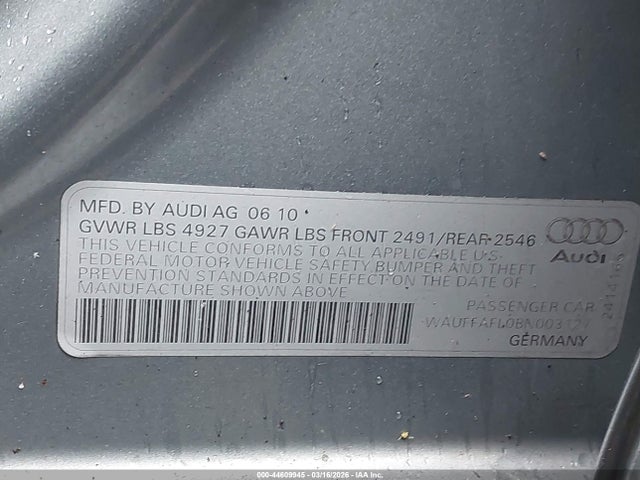 MFD. BY AUDI AG 06 10
GVWR LBS 4927 GAWR LBS FRONT 2491/REAR 2546
THIS VEHICLE CONFORMS TO ALL APPLICABLE U.S.
FEDERAL MOTOR VEHICLE SAFETY BUMPER AND THEFT
PREVENTION STANDARDS IN EFFECT ON THE DATE OF
MANUFACTURE SHOWN ABOVE
Audi
PASSENGER CAR
GERMANY
000-44609945 - 03/16/2026 - IAA Inc.